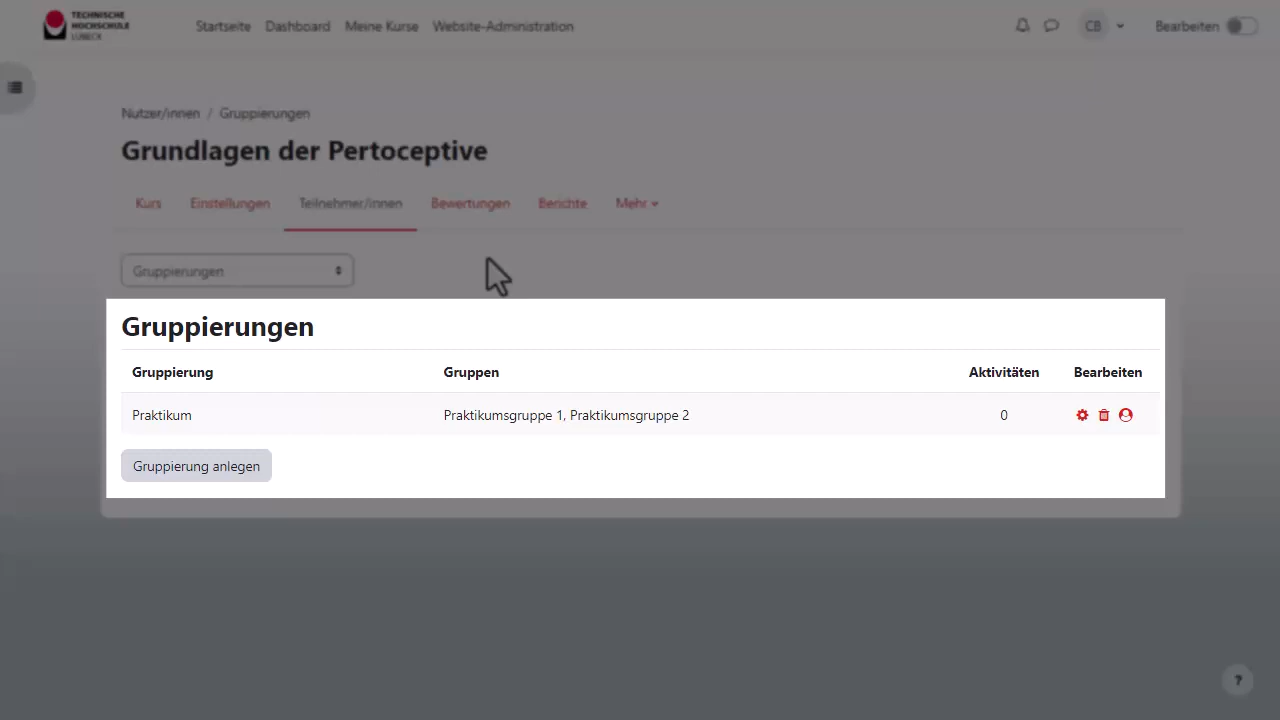 TECHNISCHE
HOCHSCHULE
LÜBECK
Startseite Dashboard Meine Kurse Website-Administration
CB
Bearbeiten
Nutzer/innen / Gruppierungen
Grundlagen der Pertoceptive
Kurs Einstellungen Teilnehmer/innen Bewertungen Berichte Mehr
Gruppierungen
Gruppierungen
Gruppierung Gruppen Aktivitäten Bearbeiten
Praktikum Praktikumsgruppe 1, Praktikumsgruppe 2 0
Gruppierung anlegen
?